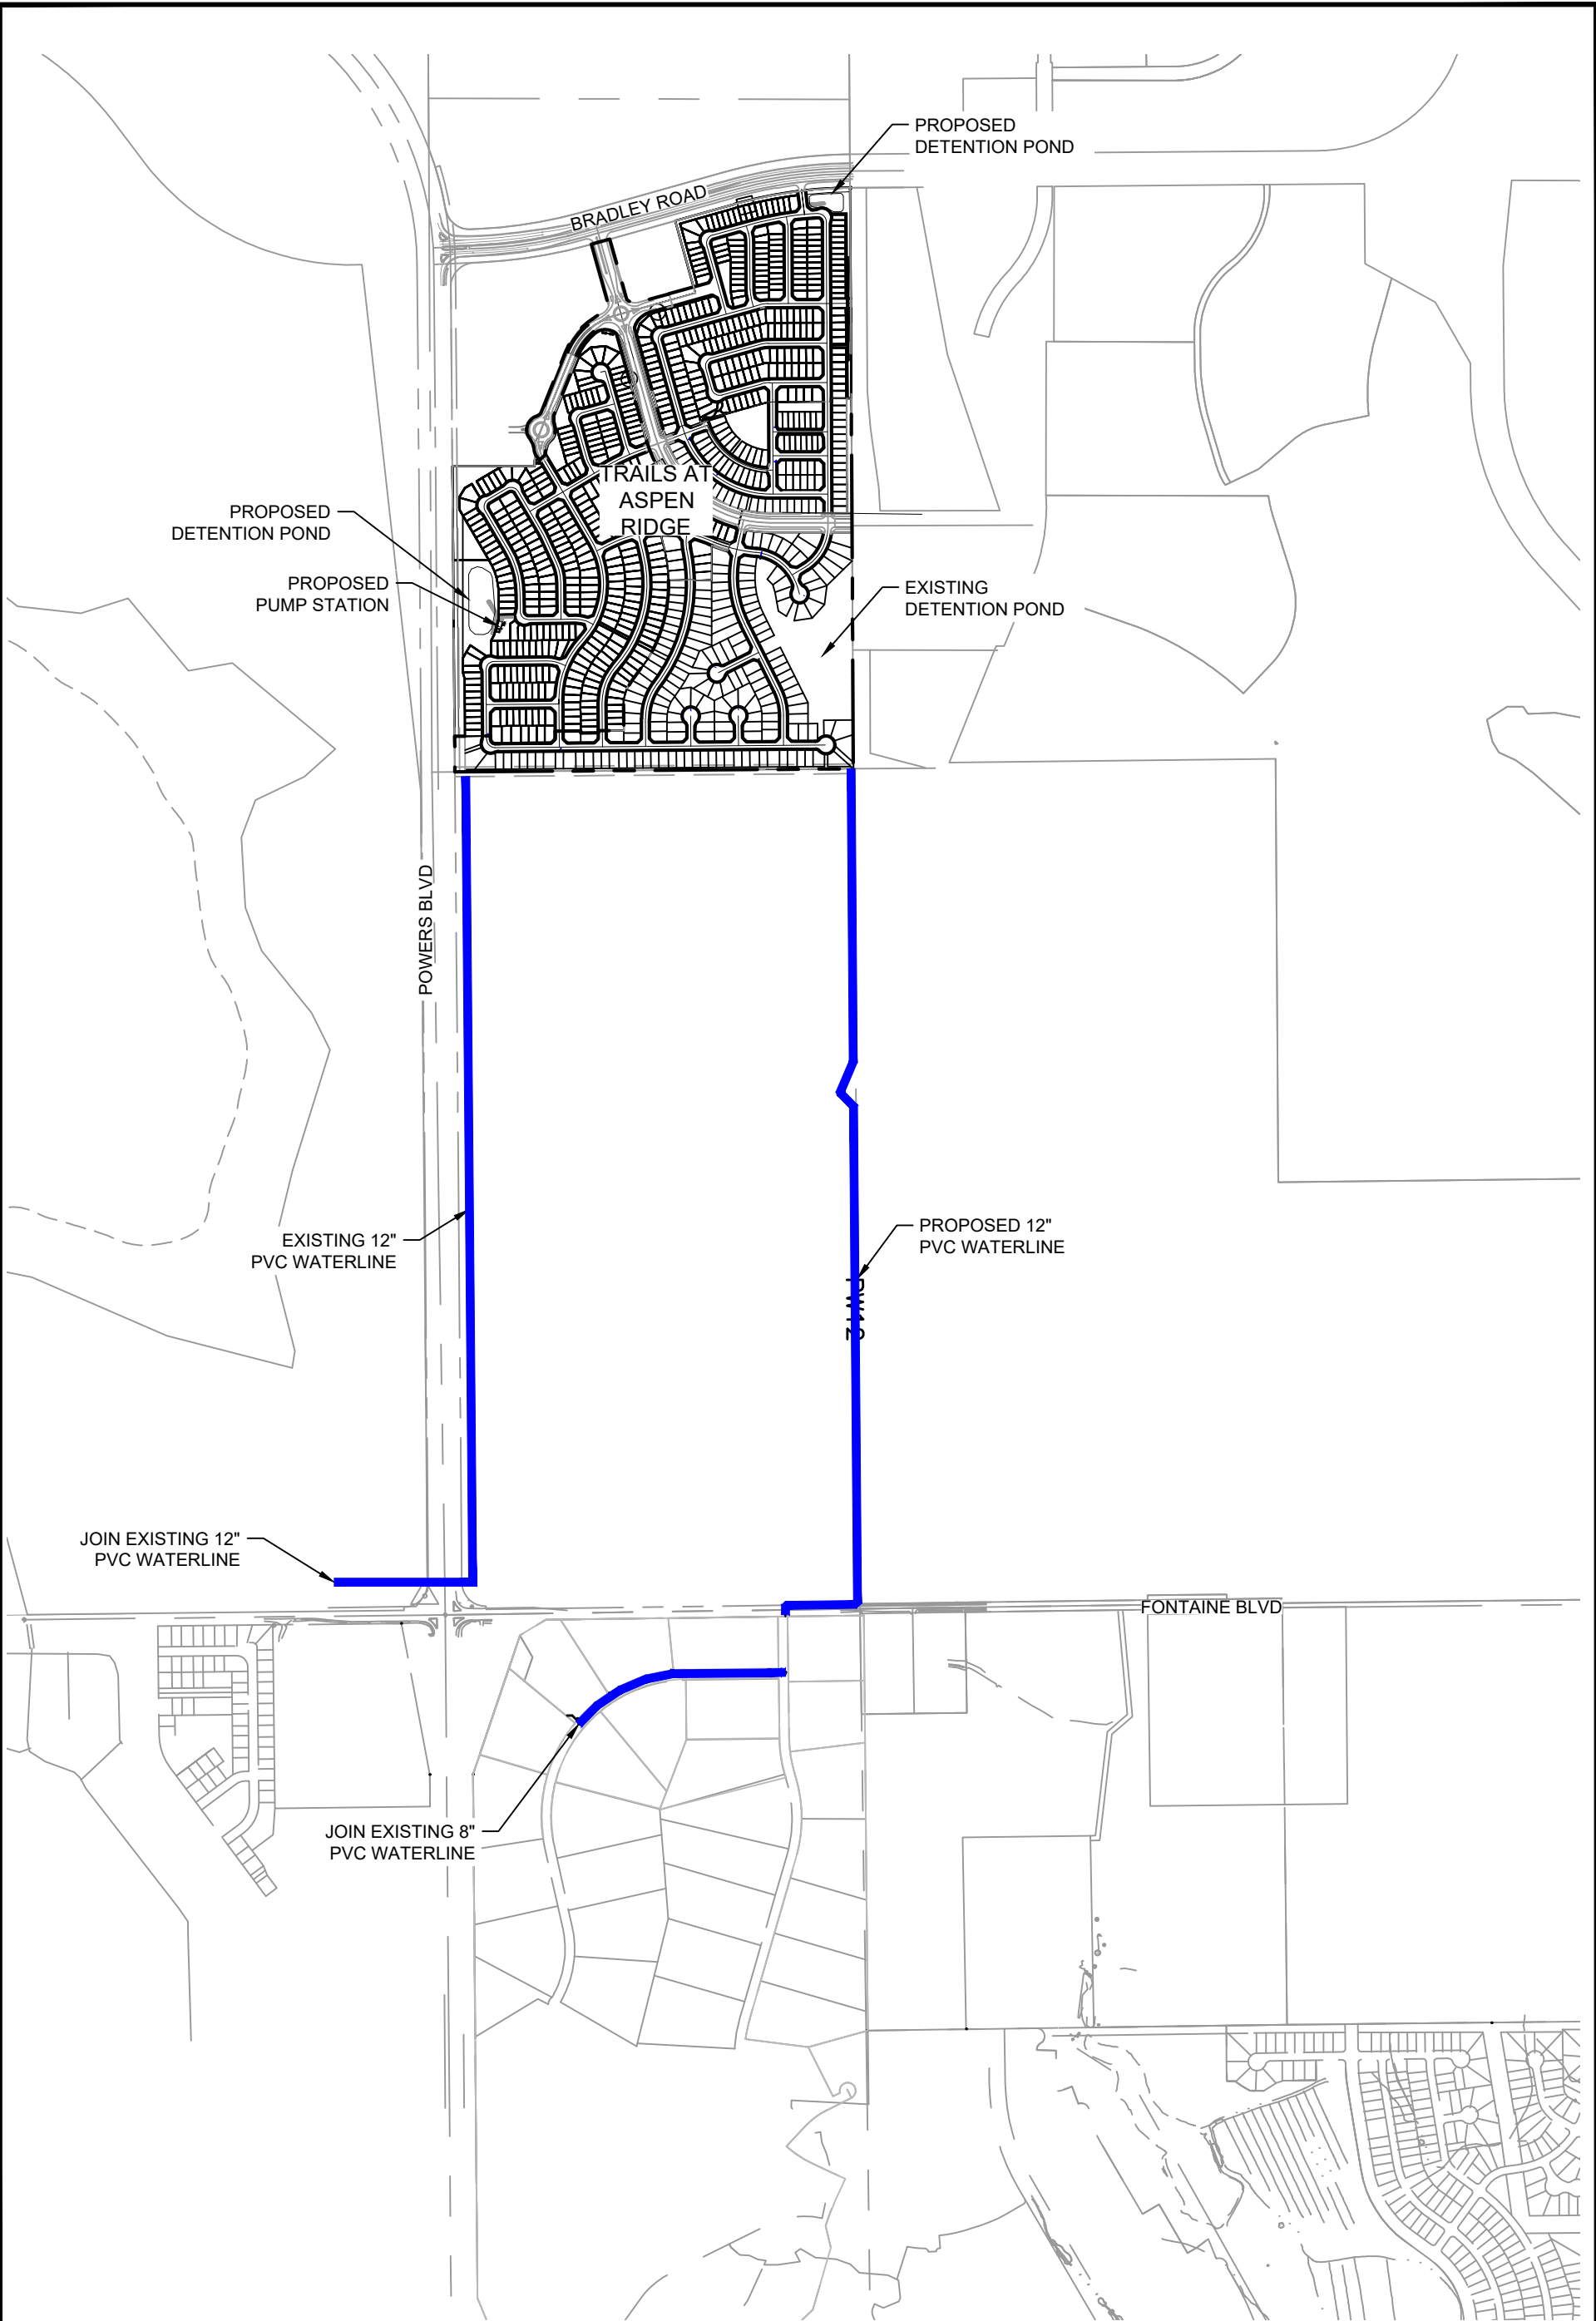 PROPOSED
DETENTION POND
BRADLEY ROAD
TRAILS AT
ASPEN
RIDGE
PROPOSED
DETENTION POND
PROPOSED
PUMP STATION
EXISTING
DETENTION POND
POWERS BLVD
EXISTING 12"
PVC WATERLINE
PROPOSED 12"
PVC WATERLINE
JOIN EXISTING 12"
PVC WATERLINE
FONTAINE BLVD
JOIN EXISTING 8"
PVC WATERLINE